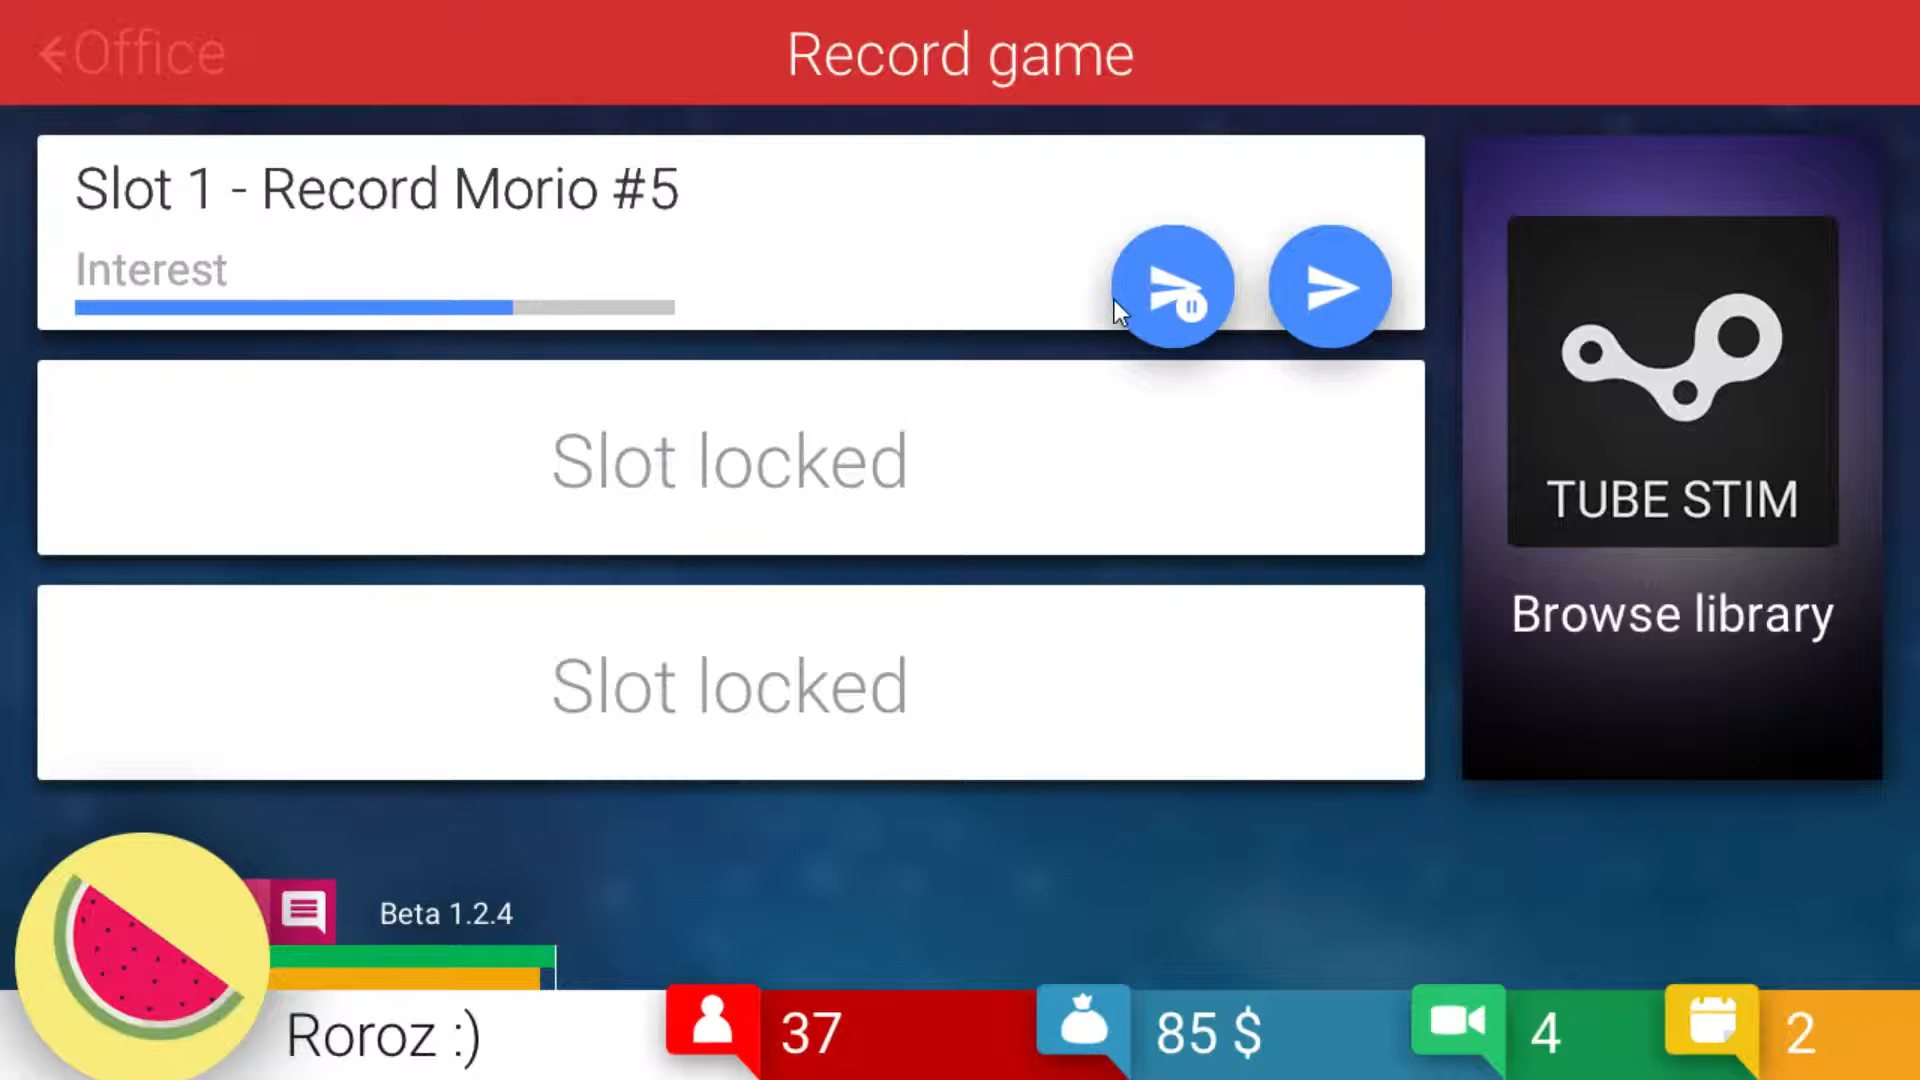 Office
Record game
Slot 1 - Record Morio #5
Interest
Slot locked
Slot locked
TUBE STIM
Browse library
Beta 1.2.4
Roroz :)
37
85 $
4
2